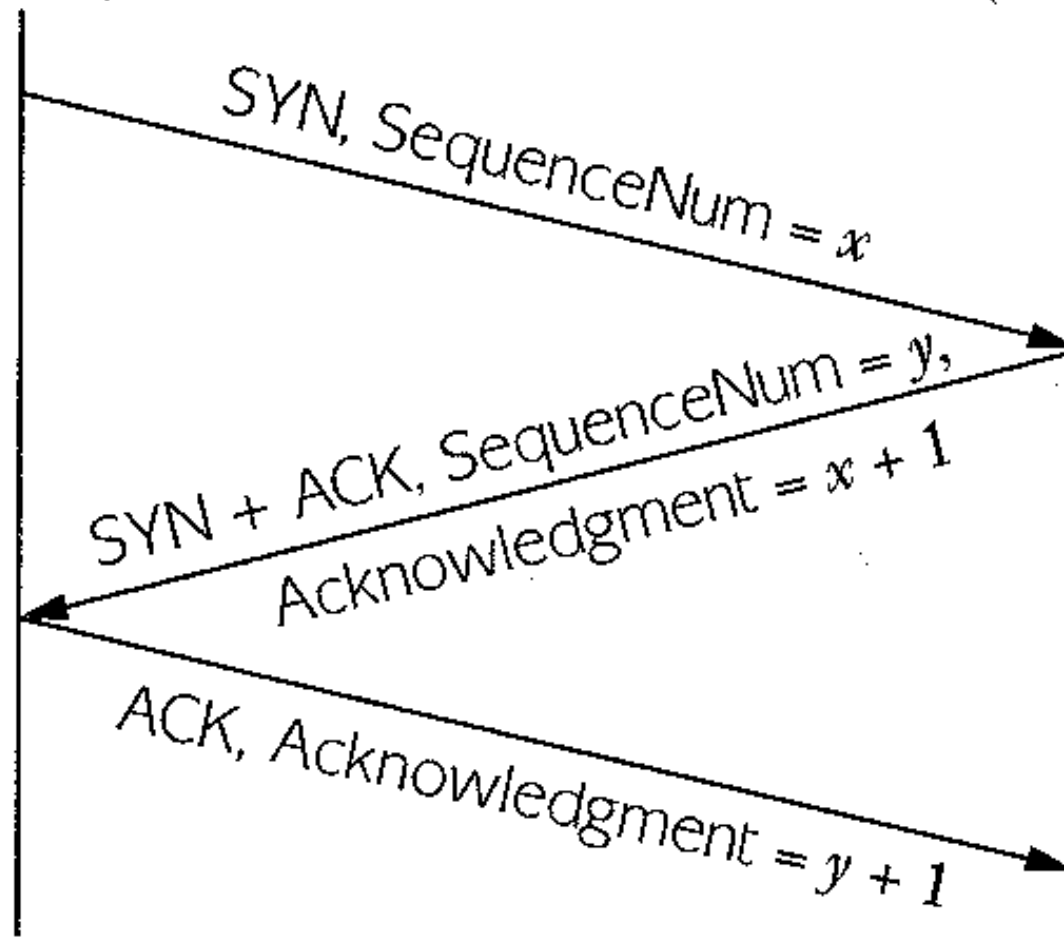 SYN, SequenceNum = x
SYN + ACK, SequenceNum = y,
Acknowledgment = x + 1
ACK, Acknowledgment = y + 1